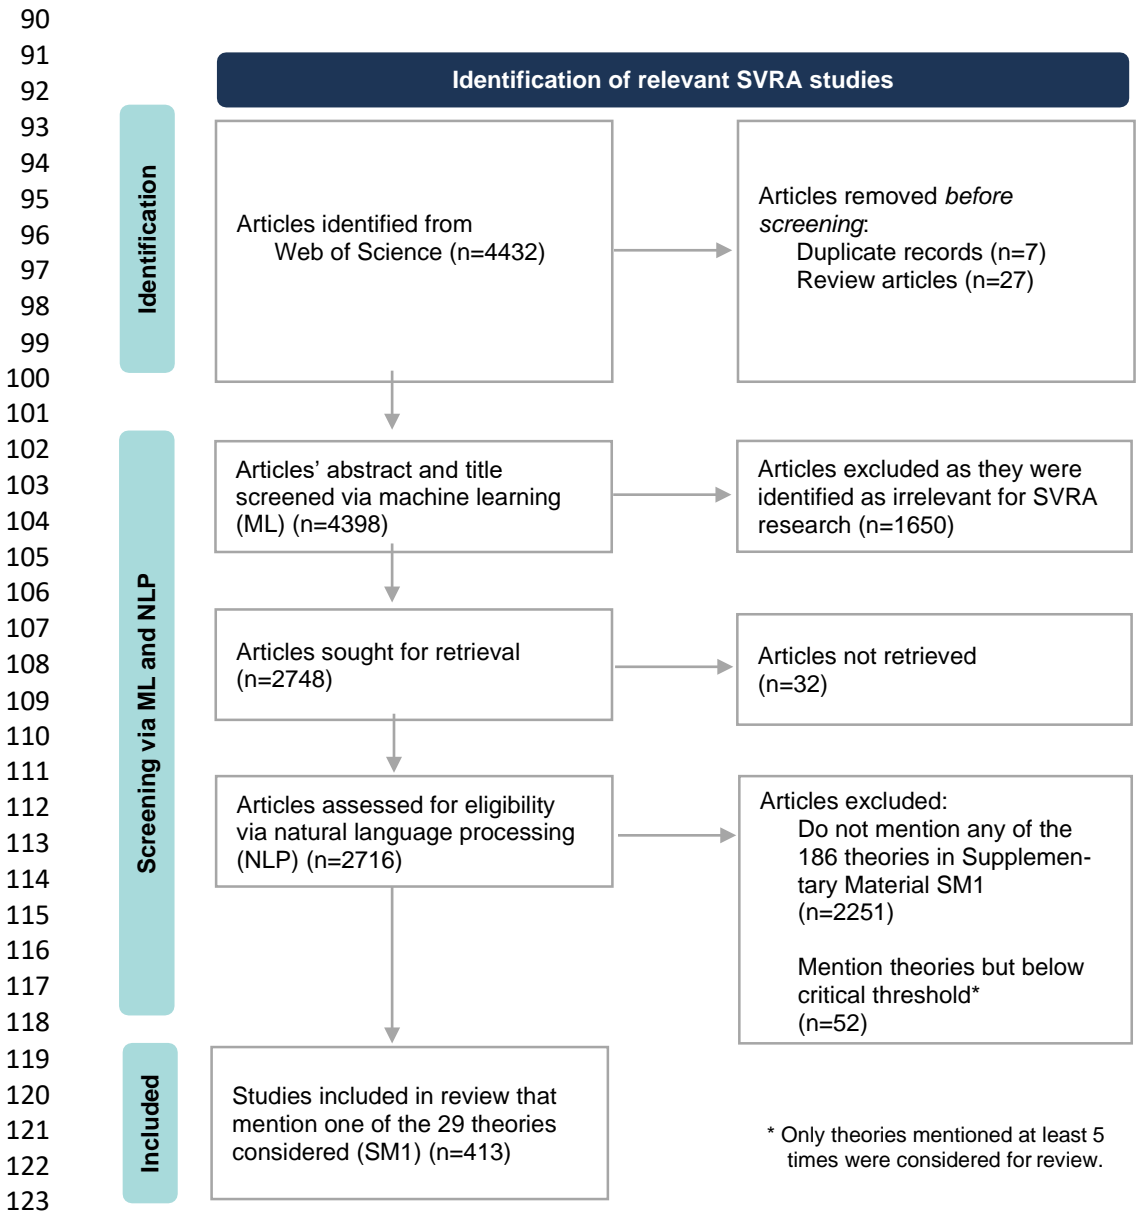 90
91
92
93
94
95
96
97
98
99
100
101
102
103
104
105
106
107
108
109
110
111
112
113
114
115
116
117
118
119
120
121
122
123
Identification of relevant SVRA studies
Identification
Articles identified from
Web of Science (n=4432)
Articles removed before
screening:
Duplicate records (n=7)
Review articles (n=27)
Screening via ML and NLP
Articles’ abstract and title
screened via machine learning
(ML) (n=4398)
Articles excluded as they were
identified as irrelevant for SVRA
research (n=1650)
Articles sought for retrieval
(n=2748)
Articles not retrieved
(n=32)
Articles assessed for eligibility
via natural language processing
(NLP) (n=2716)
Articles excluded:
Do not mention any of the
186 theories in Supplemen-
tary Material SM1
(n=2251)
Mention theories but below
critical threshold*
(n=52)
Included
Studies included in review that
mention one of the 29 theories
considered (SM1) (n=413)
* Only theories mentioned at least 5
times were considered for review.